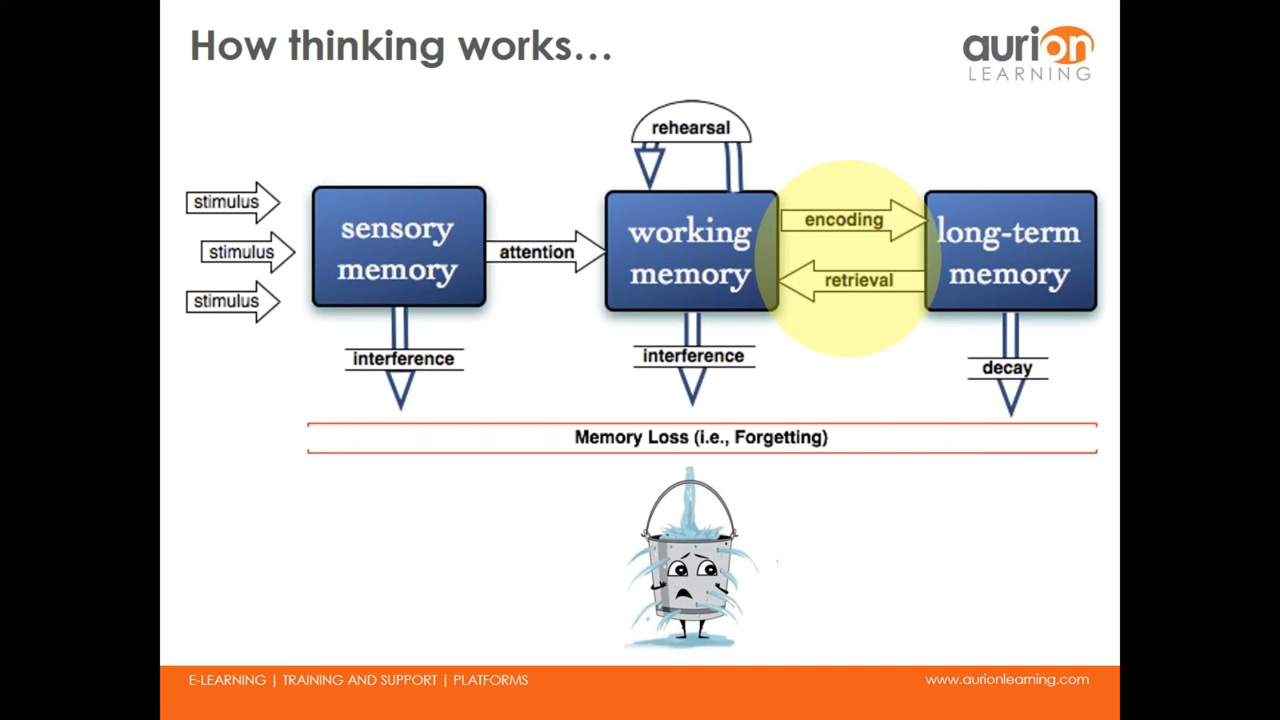 How thinking works...
aurion
LEARNING
rehearsal
stimulus
stimulus
stimulus
sensory
memory
attention
working
memory
encoding
retrieval
long-term
memory
interference
interference
decay
Memory Loss (i.e., Forgetting)
E-LEARNING | TRAINING AND SUPPORT | PLATFORMS
www.aurionlearning.com